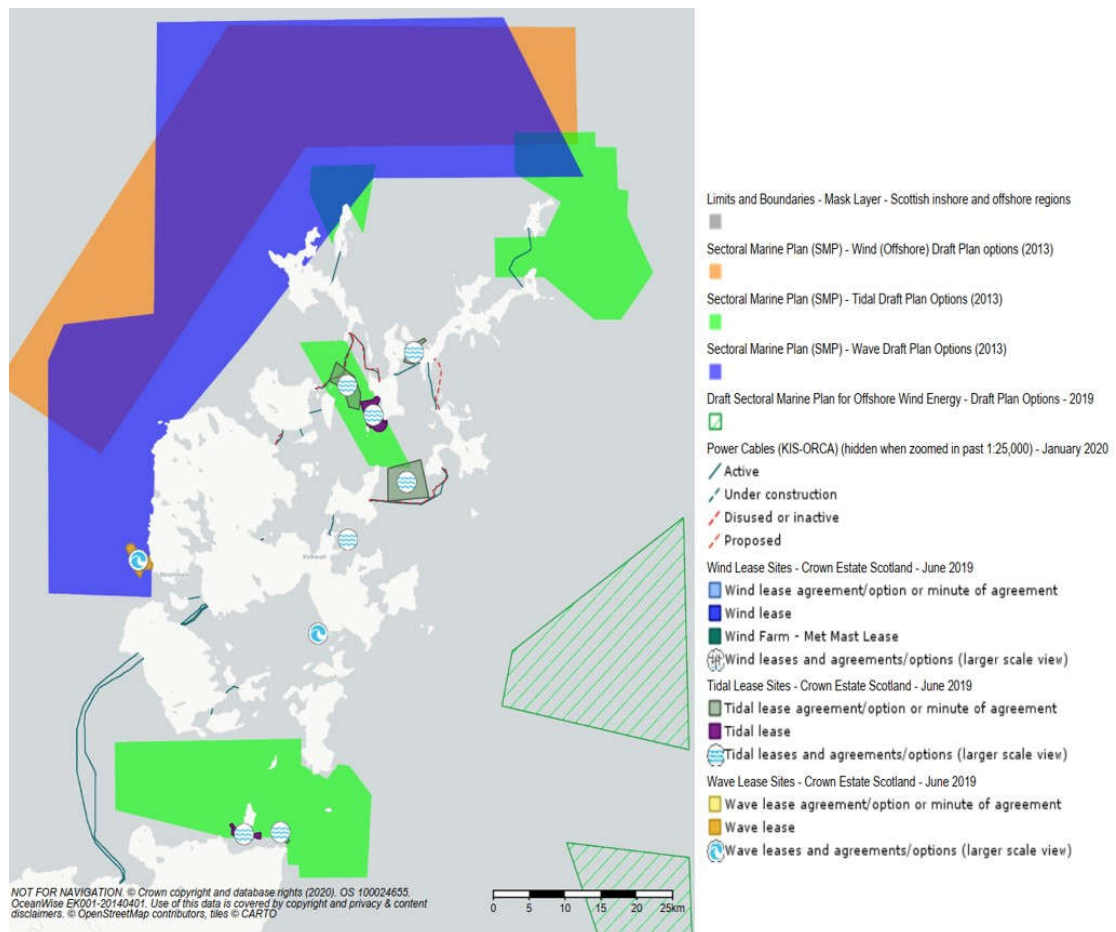 Limits and Boundaries - Mask Layer - Scottish inshore and offshore regions
Sectoral Marine Plan (SMP) - Wind (Offshore) Draft Plan options (2013)
Sectoral Marine Plan (SMP) - Tidal Draft Plan Options (2013)
Sectoral Marine Plan (SMP) - Wave Draft Plan Options (2013)
Draft Sectoral Marine Plan for Offshore Wind Energy - Draft Plan Options - 2019
Power Cables (KIS-ORCA) (hidden when zoomed in past 1:25,000) - January 2020
Active
Under construction
Disused or inactive
Proposed
Wind Lease Sites - Crown Estate Scotland - June 2019
Wind lease agreement/option or minute of agreement
Wind lease
Wind Farm - Met Mast Lease
Wind leases and agreements/options (larger scale view)
Tidal Lease Sites - Crown Estate Scotland - June 2019
Tidal lease agreement/option or minute of agreement
Tidal lease
Tidal leases and agreements/options (larger scale view)
Wave Lease Sites - Crown Estate Scotland - June 2019
Wave lease agreement/option or minute of agreement
Wave lease
Wave leases and agreements/options (larger scale view)
Kirkwall
NOT FOR NAVIGATION. © Crown copyright and database rights (2020). OS 100024655.
OceanWise EK001-20140401. Use of this data is covered by copyright and privacy & content
disclaimers. © OpenStreetMap contributors, tiles © CARTO
0 5 10 15 20 25km